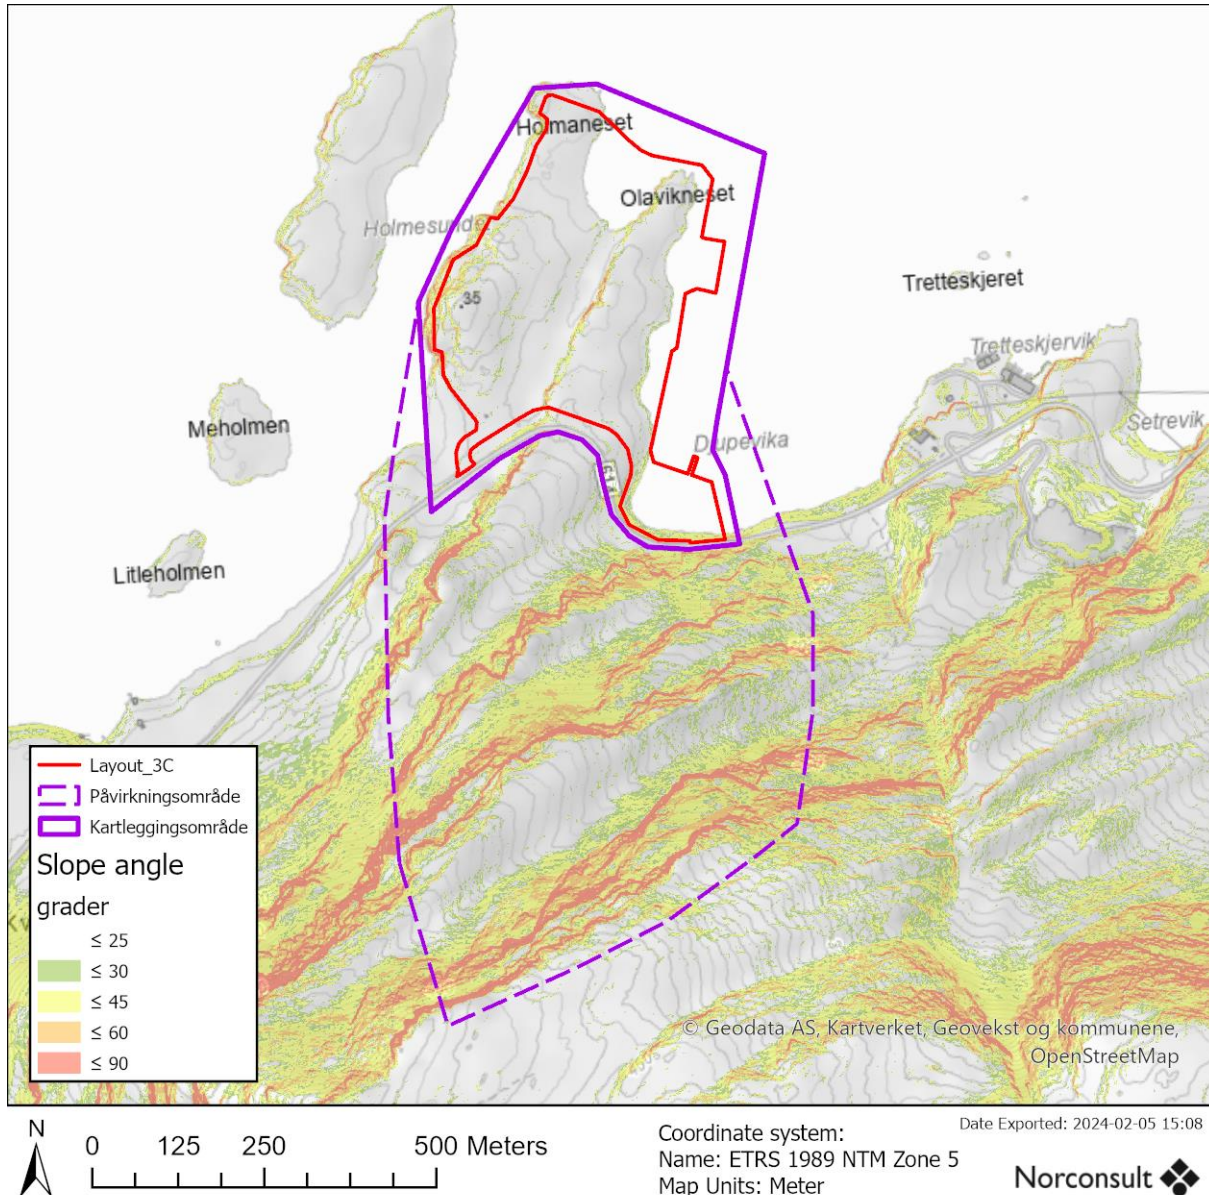 Holmaneset
Olavikneset
Holmesundet
35
Tretteskjeret
Tretteskjervik
Setrevik
Meholmen
Djupevika
614
Litleholmen
Layout_3C
Påvirkningsområde
Kartleggingsområde
Slope angle
grader
≤ 25
≤ 30
≤ 45
≤ 60
≤ 90
© Geodata AS, Kartverket, Geovekst og kommunene,
OpenStreetMap
N
0 125 250 500 Meters
Coordinate system:
Name: ETRS 1989 NTM Zone 5
Map Units: Meter
Date Exported: 2024-02-05 15:08
Norconsult